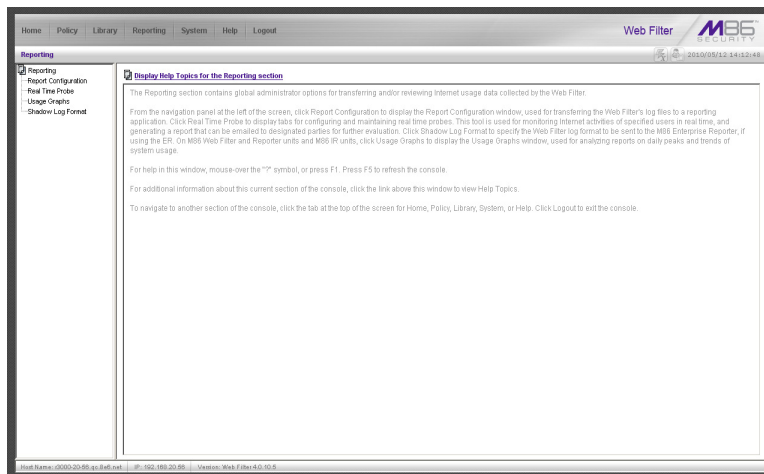 Home Policy Library Reporting System Help Logout
Web Filter
M86
SECURITY
Reporting
2010/05/12 14:12:48
Reporting
Report Configuration
Real Time Probe
Usage Graphs
Shadow Log Format
Display Help Topics for the Reporting section
The Reporting section contains global administrator options for transferring and/or reviewing Internet usage data collected by the Web Filter.
From the navigation panel at the left of the screen, click Report Configuration to display the Report Configuration window, used for transferring the Web Filter's log files to a reporting
application. Click Real Time Probe to display tabs for configuring and maintaining real time probes. This tool is used for monitoring Internet activities of specified users in real time, and
generating a report that can be emailed to designated parties for further evaluation. Click Shadow Log Format to specify the Web Filter log format to be sent to the M86 Enterprise Reporter, if
using the ER. On M86 Web Filter and Reporter units and M86 IR units, click Usage Graphs to display the Usage Graphs window, used for analyzing reports on daily peaks and trends of
system usage.
For help in this window, mouse-over the "?" symbol, or press F1. Press F5 to refresh the console.
For additional information about this current section of the console, click the link above this window to view Help Topics.
To navigate to another section of the console, click the tab at the top of the screen for Home, Policy, Library, System, or Help. Click Logout to exit the console.
Host Name: r3000-20-56.qc.8e6.net IP: 192.168.20.56 Version: Web Filter 4.0.10.5